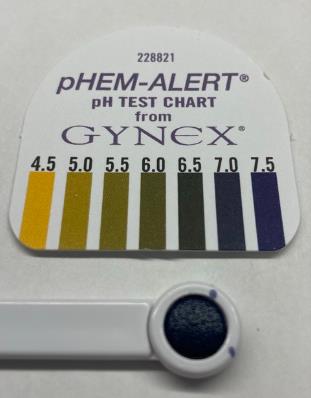 228821
pHEM-ALERT®
pH TEST CHART
from
GYNEX®
4.5 5.0 5.5 6.0 6.5 7.0 7.5